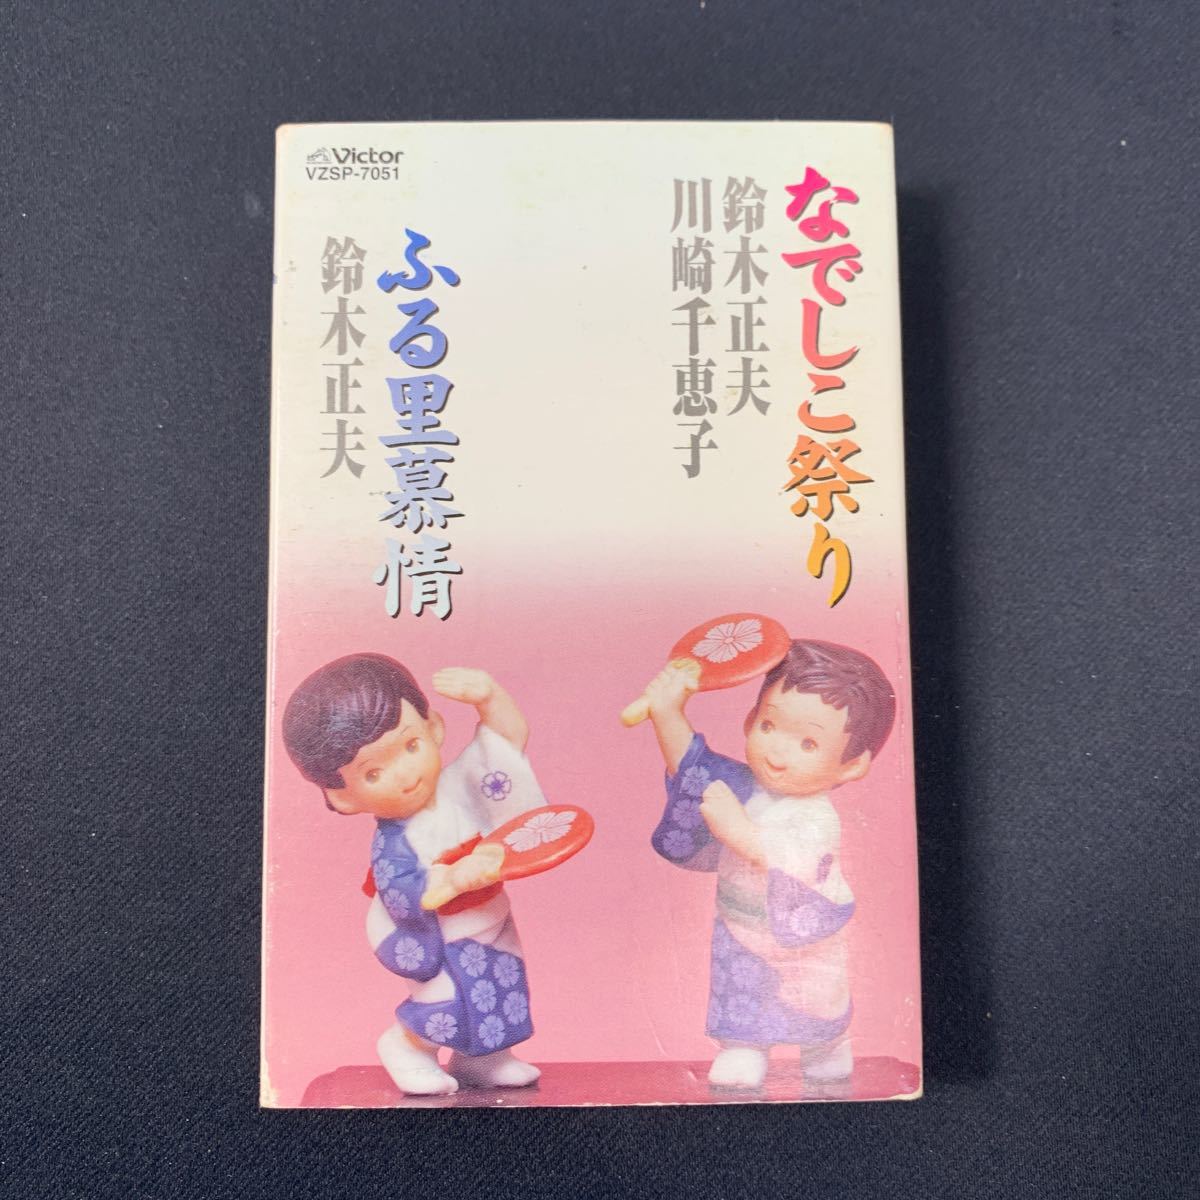 なでしこ祭り
鈴木正夫
川崎千恵子
ふる里慕情
鈴木正夫
Victor
VZSP-7051